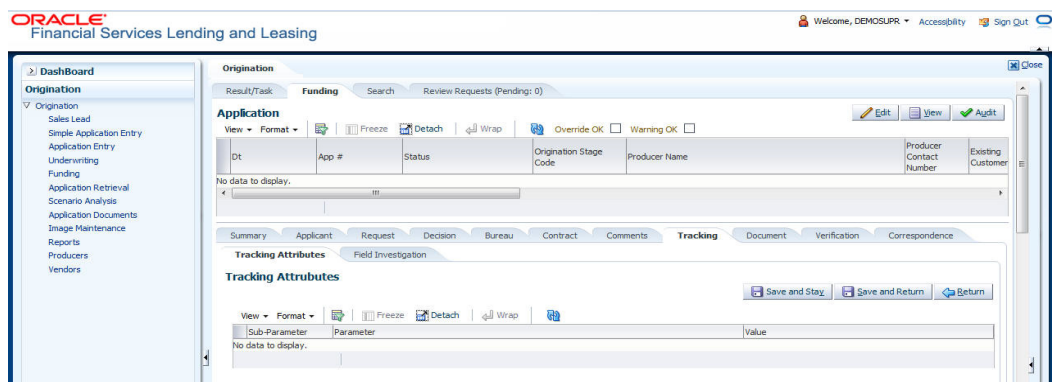 ORACLE
Financial Services Lending and Leasing
Welcome, DEMOSUPR Accessibility Sign Out
Close
DashBoard
Origination
Origination
Sales Lead
Simple Application Entry
Application Entry
Underwriting
Funding
Application Retrieval
Scenario Analysis
Application Documents
Image Maintenance
Reports
Producers
Vendors
Origination
Result/Task Funding Search Review Requests (Pending: 0)
Application
Edit View Audit
View Format Freeze Detach Wrap Override OK Warning OK
Dt App # Status Origination Stage Code Producer Name Producer Contact Number Existing Customer
No data to display.
Summary Applicant Request Decision Bureau Contract Comments Tracking Document Verification Correspondence
Tracking Attributes Field Investigation
Tracking Attrubutes
Save and Stay Save and Return Return
View Format Freeze Detach Wrap
Sub-Parameter Parameter Value
No data to display.